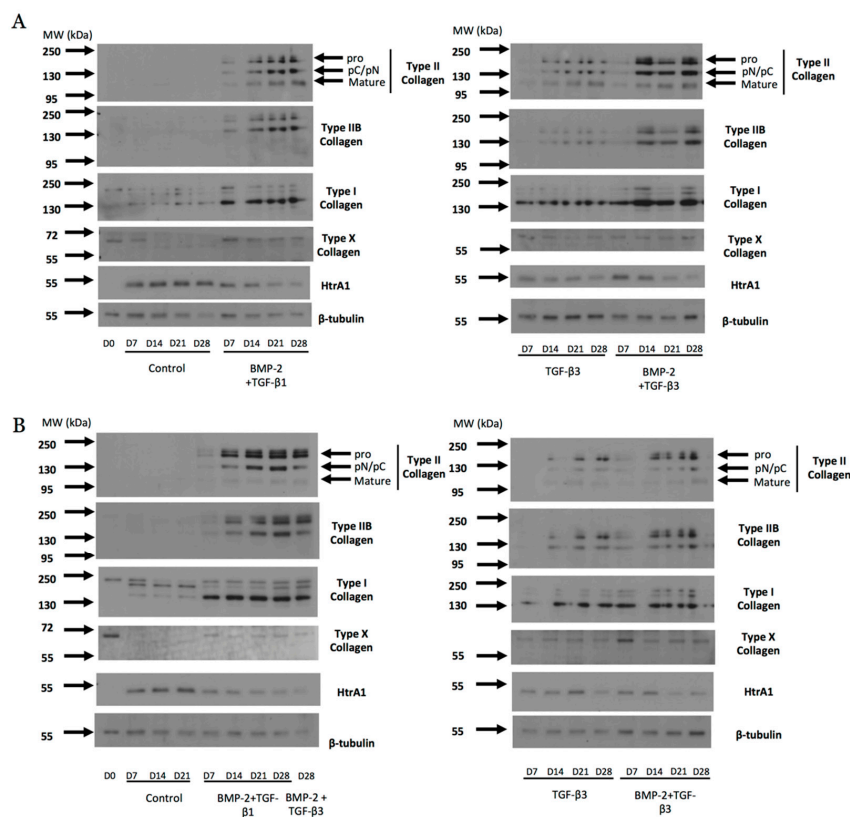 A
MW (kDa)
250
130
95
pro
pC/pN
Mature
Type II
Collagen
250
130
95
Type IIB
Collagen
250
130
Type I
Collagen
72
55
Type X
Collagen
55
HtrA1
55
β-tubulin
D0 D7 D14 D21 D28 D7 D14 D21 D28
Control
BMP-2
+TGF-β1
MW (kDa)
250
130
95
pro
pN/pC
Mature
Type II
Collagen
250
130
95
Type IIB
Collagen
250
130
Type I
Collagen
55
Type X
Collagen
55
HtrA1
55
β-tubulin
D7 D14 D21 D28 D7 D14 D21 D28
TGF-β3
BMP-2
+TGF-β3
B
MW (kDa)
250
130
95
pro
pN/pC
Mature
Type II
Collagen
250
130
95
Type IIB
Collagen
250
130
Type I
Collagen
72
55
Type X
Collagen
55
HtrA1
55
β-tubulin
D0 D7 D14 D21 D7 D14 D21 D28 D28
Control
BMP-2+TGF-
β1
BMP-2 +
TGF-β3
MW (kDa)
250
130
95
pro
pN/pC
Mature
Type II
Collagen
250
130
95
Type IIB
Collagen
250
130
Type I
Collagen
55
Type X
Collagen
55
HtrA1
55
β-tubulin
D7 D14 D21 D28 D7 D14 D21 D28
TGF-β3
BMP-2+TGF-
β3